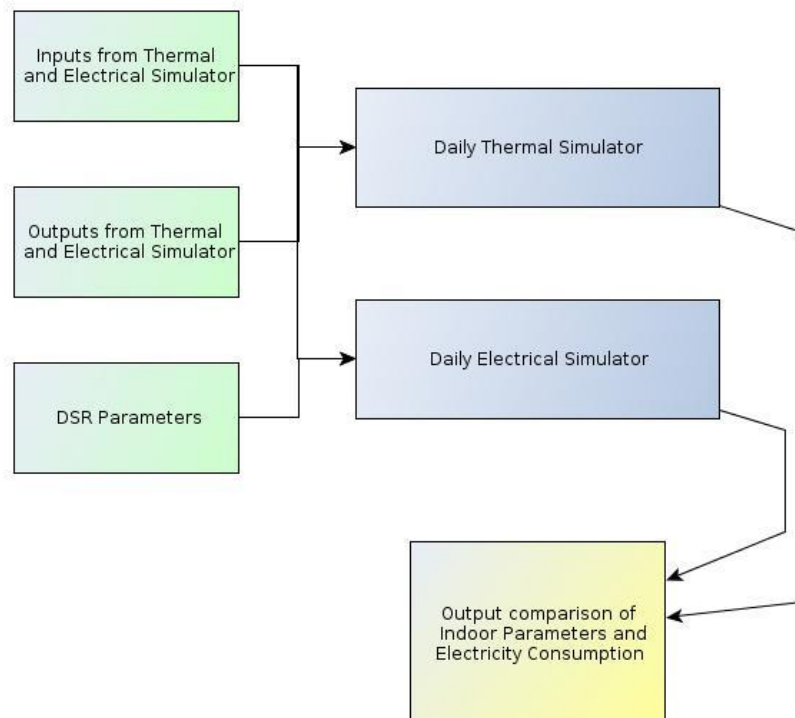 Inputs from Thermal
and Electrical Simulator
Daily Thermal Simulator
Outputs from Thermal
and Electrical Simulator
Daily Electrical Simulator
DSR Parameters
Output comparison of
Indoor Parameters and
Electricity Consumption